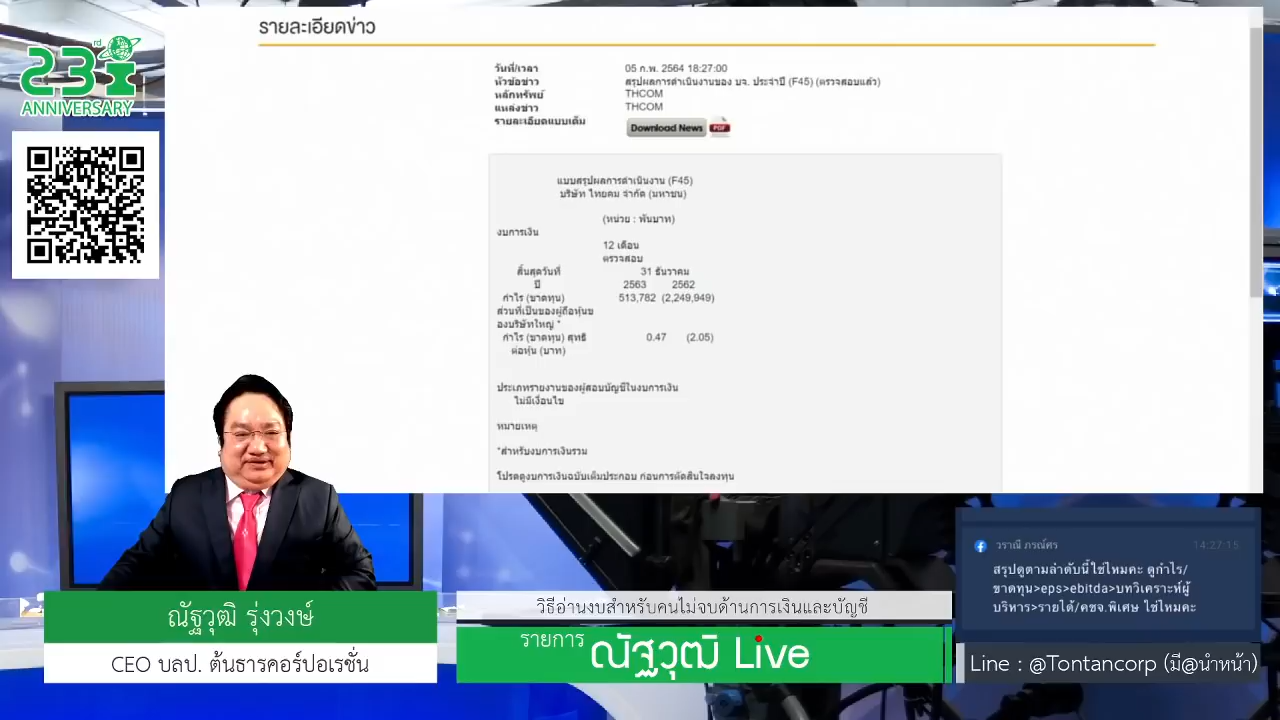 รายละเอียดข่าว
23rd
ANNIVERSARY
วันที่/เวลา 05 ก.พ. 2564 18:27:00
หัวข้อข่าว สรุปผลการดำเนินงานของ บจ. ประจำปี (F45) (ตรวจสอบแล้ว)
หลักทรัพย์ THCOM
แหล่งข่าว THCOM
รายละเอียดแบบเต็ม Download News PDF
แบบสรุปผลการดำเนินงาน (F45)
บริษัท ไทยคม จำกัด (มหาชน)
(หน่วย : พันบาท)
งบการเงิน
12 เดือน
ตรวจสอบ
สิ้นสุดวันที่ 31 ธันวาคม
ปี 2563 2562
กำไร (ขาดทุน) 513,782 (2,249,949)
ส่วนที่เป็นของผู้ถือหุ้นข
องบริษัทใหญ่ *
กำไร (ขาดทุน) สุทธิ 0.47 (2.05)
ต่อหุ้น (บาท)
ประเภทรายงานของผู้สอบบัญชีในงบการเงิน
ไม่มีเงื่อนไข
หมายเหตุ
*สำหรับงบการเงินรวม
โปรดดูงบการเงินฉบับเต็มประกอบ ก่อนการตัดสินใจลงทุน
วราณี ภรณ์ศร 14:27:15
สรุปดูตามลำดับนี้ใช่ไหมคะ ดูกำไร/
ขาดทุน>eps>ebitda>บทวิเคราะห์ผู้
บริหาร>รายได้/คชจ.พิเศษ ใช่ไหมคะ
ณัฐวุฒิ รุ่งวงษ์
CEO บลป. ต้นธารคอร์ปอเรชั่น
วิธีอ่านงบสำหรับคนไม่จบด้านการเงินและบัญชี
รายการ ณัฐวุฒิ Live
Line : @Tontancorp (มี@นำหน้า)